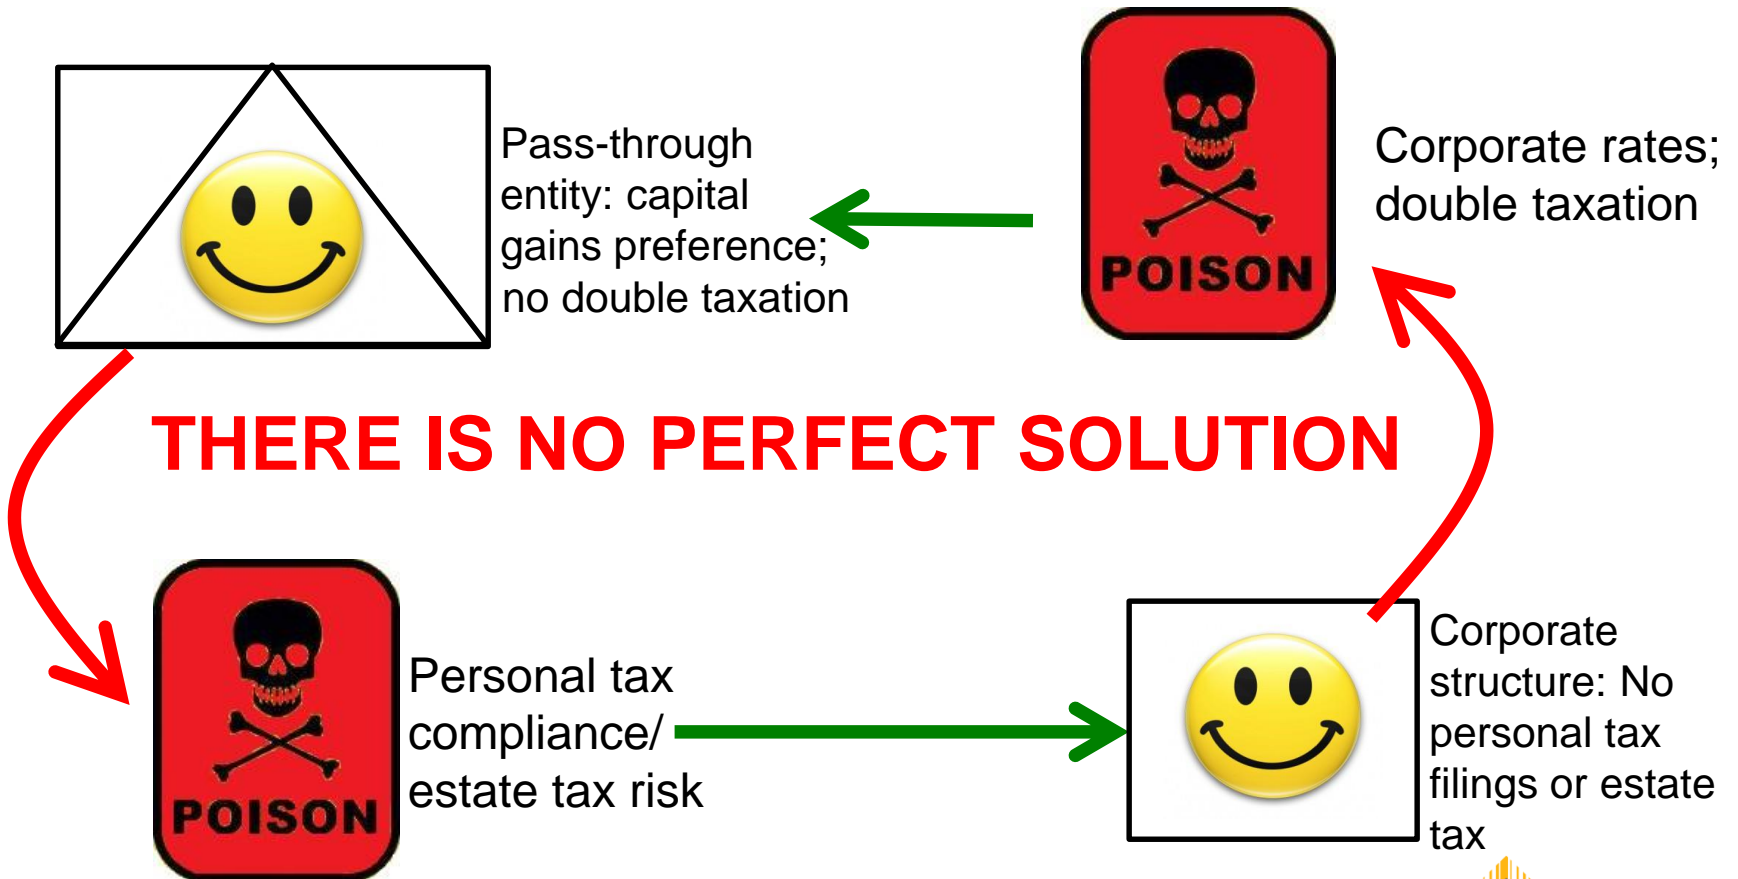 Pass-through
entity: capital
gains preference;
no double taxation
POISON
Corporate rates;
double taxation
THERE IS NO PERFECT SOLUTION
POISON
Personal tax
compliance/
estate tax risk
Corporate
structure: No
personal tax
filings or estate
tax